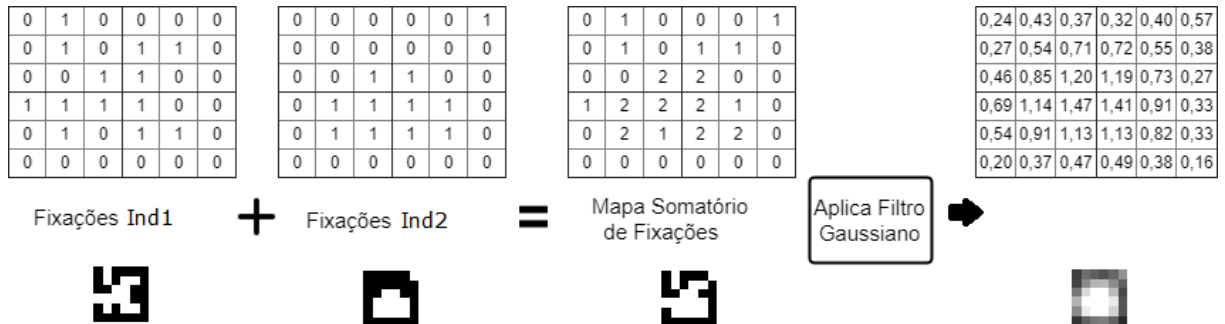 0 1 0 0 0 0
0 1 0 1 1 0
0 0 1 1 0 0
1 1 1 1 0 0
0 1 0 1 1 0
0 0 0 0 0 0
0 0 0 0 0 1
0 0 0 0 0 0
0 0 1 1 0 0
0 1 1 1 1 0
0 1 1 1 1 0
0 0 0 0 0 0
0 1 0 0 0 1
0 1 0 1 1 0
0 0 2 2 0 0
1 2 2 2 1 0
0 2 1 2 2 0
0 0 0 0 0 0
0,24 0,43 0,37 0,32 0,40 0,57
0,27 0,54 0,71 0,72 0,55 0,38
0,46 0,85 1,20 1,19 0,73 0,27
0,69 1,14 1,47 1,41 0,91 0,33
0,54 0,91 1,13 1,13 0,82 0,33
0,20 0,37 0,47 0,49 0,38 0,16
Fixações Ind1
+
Fixações Ind2
=
Mapa Somatório
de Fixações
Aplica Filtro
Gaussiano